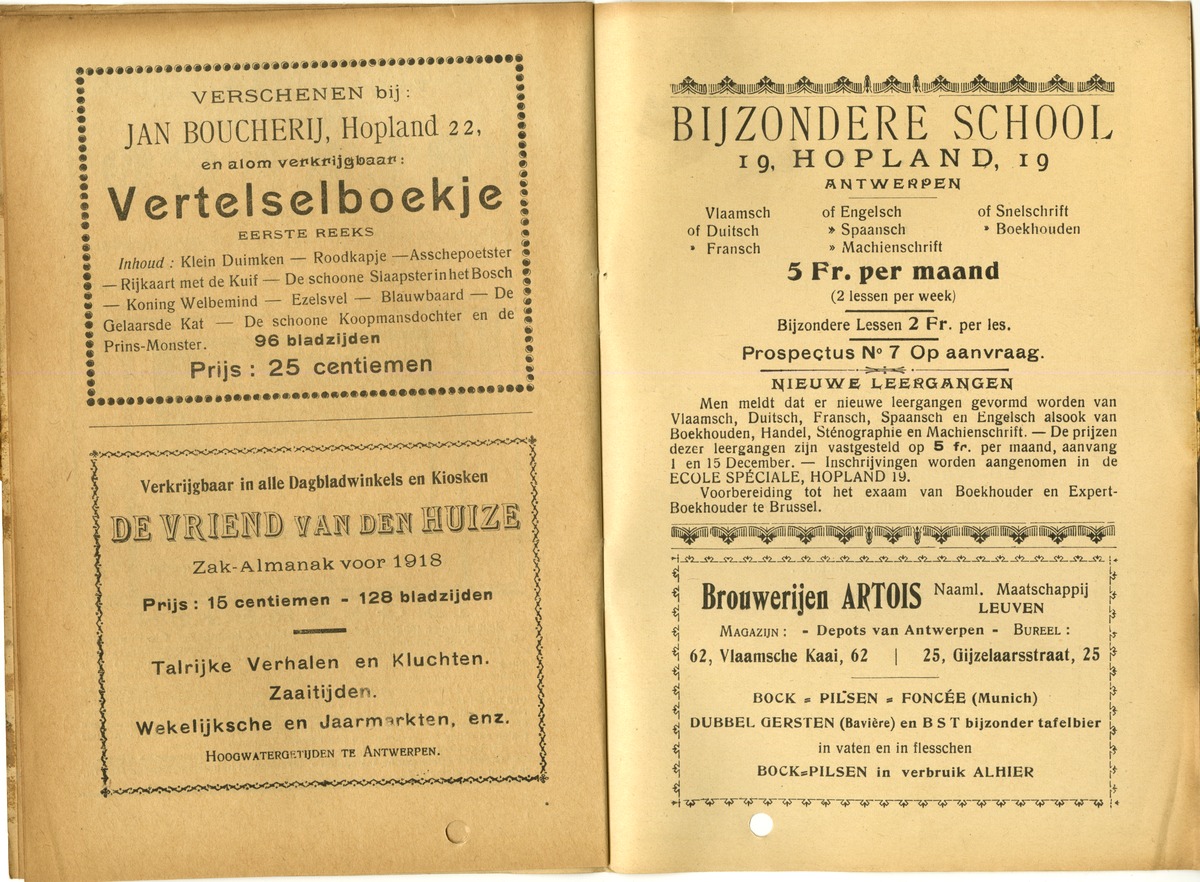 VERSCHENEN bij:
JAN BOUCHERIJ, Hopland 22,
en alom verkrijgbaar:
Vertelselboekje
EERSTE REEKS
Inhoud : Klein Duimken — Roodkapje —Asschepoetster
— Rijkaart met de Kuif — De schoone Slaapster in het Bosch
— Koning Welbemind — Ezelsvel — Blauwbaard — De
Gelaarsde Kat — De schoone Koopmansdochter en de
Prins-Monster. 96 bladzijden
Prijs : 25 centiemen
Verkrijgbaar in alle Dagbladwinkels en Kiosken
DE VRIEND VAN DEN HUIZE
Zak-Almanak voor 1918
Prijs : 15 centiemen - 128 bladzijden
Talrijke Verhalen en Kluchten.
Zaaitijden.
Wekelijksche en Jaarmarkten, enz.
HOOGWATERGETIJDEN TE ANTWERPEN.
BIJZONDERE SCHOOL
19, HOPLAND, 19
ANTWERPEN
Vlaamsch of Engelsch of Snelschrift
of Duitsch » Spaansch » Boekhouden
» Fransch » Machienschrift
5 Fr. per maand
(2 lessen per week)
Bijzondere Lessen 2 Fr. per les.
Prospectus No 7 Op aanvraag.
NIEUWE LEERGANGEN
Men meldt dat er nieuwe leergangen gevormd worden van
Vlaamsch, Duitsch, Fransch, Spaansch en Engelsch alsook van
Boekhouden, Handel, Sténographie en Machienschrift. — De prijzen
dezer leergangen zijn vastgesteld op 5 fr. per maand, aanvang
1 en 15 December. — Inschrijvingen worden aangenomen in de
ECOLE SPÉCIALE, HOPLAND 19.
Voorbereiding tot het exaam van Boekhouder en Expert-
Boekhouder te Brussel.
Brouwerijen ARTOIS Naaml. Maatschappij
LEUVEN
MAGAZIJN : - Depots van Antwerpen - BUREEL :
62, Vlaamsche Kaai, 62 | 25, Gijzelaarsstraat, 25
BOCK = PILSEN = FONCÉE (Munich)
DUBBEL GERSTEN (Bavière) en B S T bijzonder tafelbier
in vaten en in flesschen
BOCK=PILSEN in verbruik ALHIER